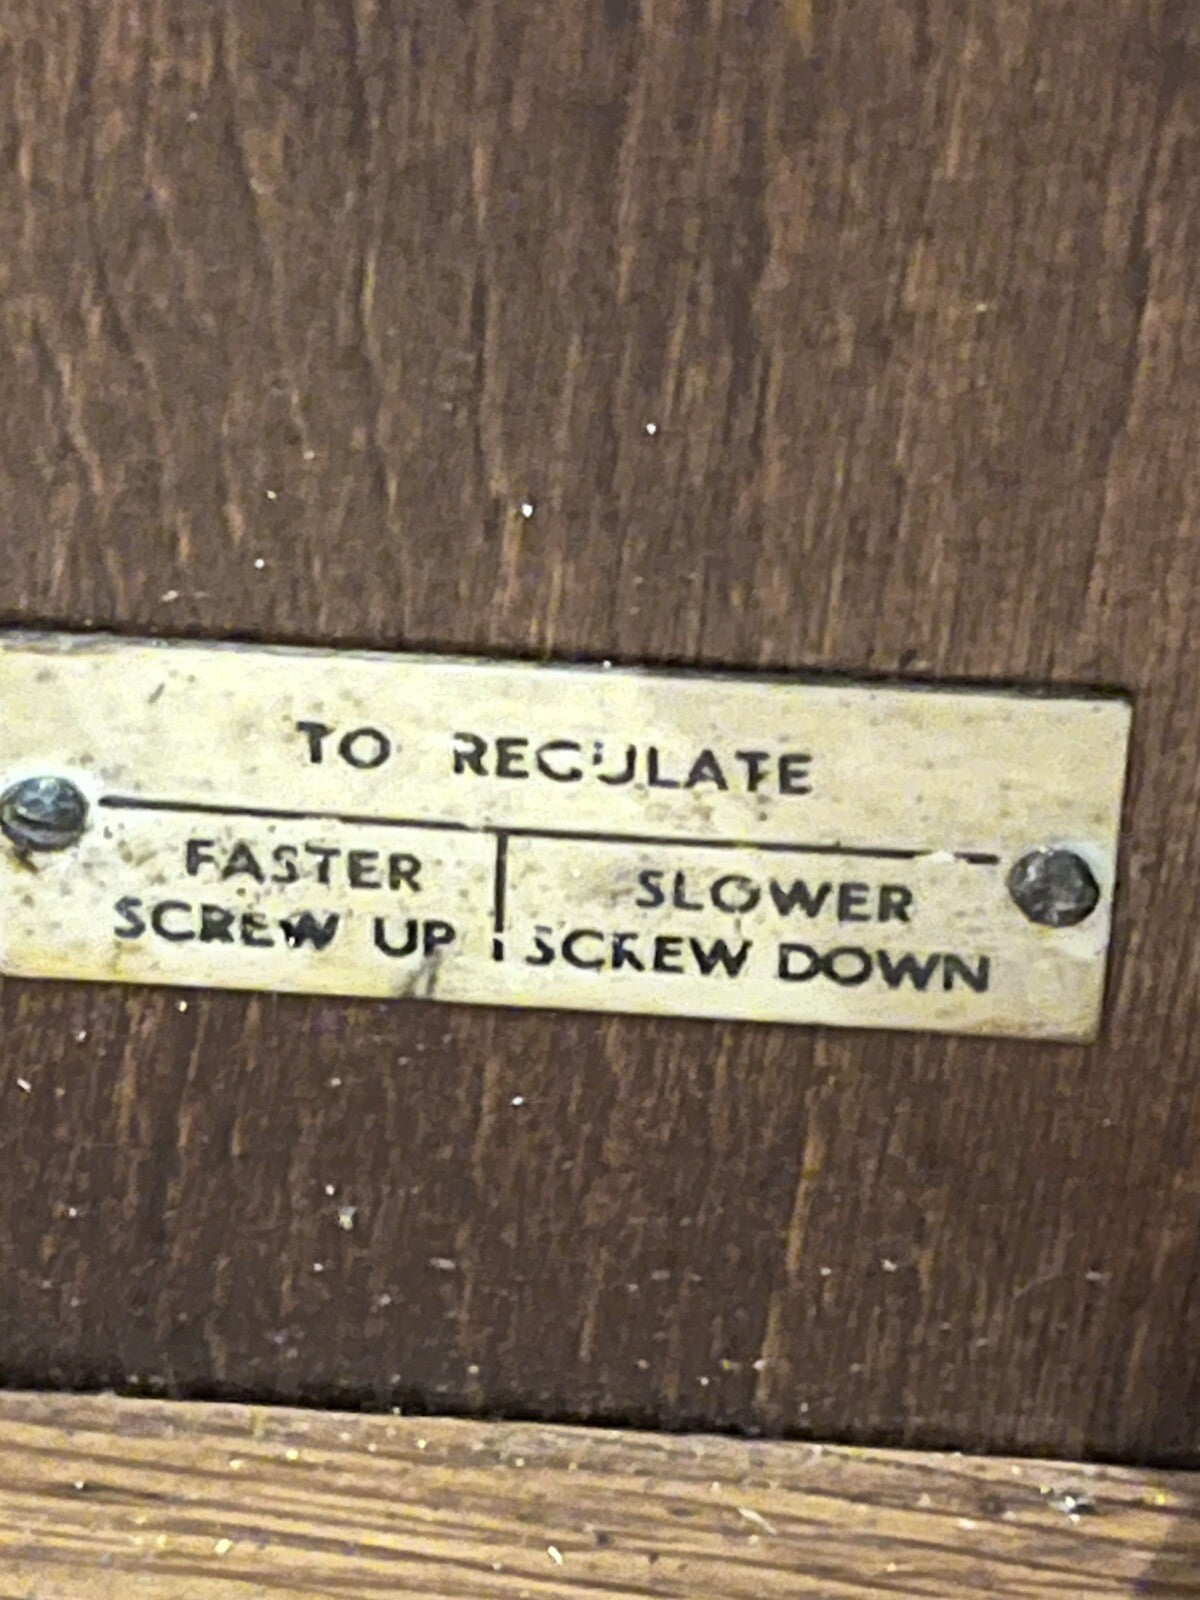 TO REGULATE
FASTER
SCREW UP
SLOWER
SCREW DOWN